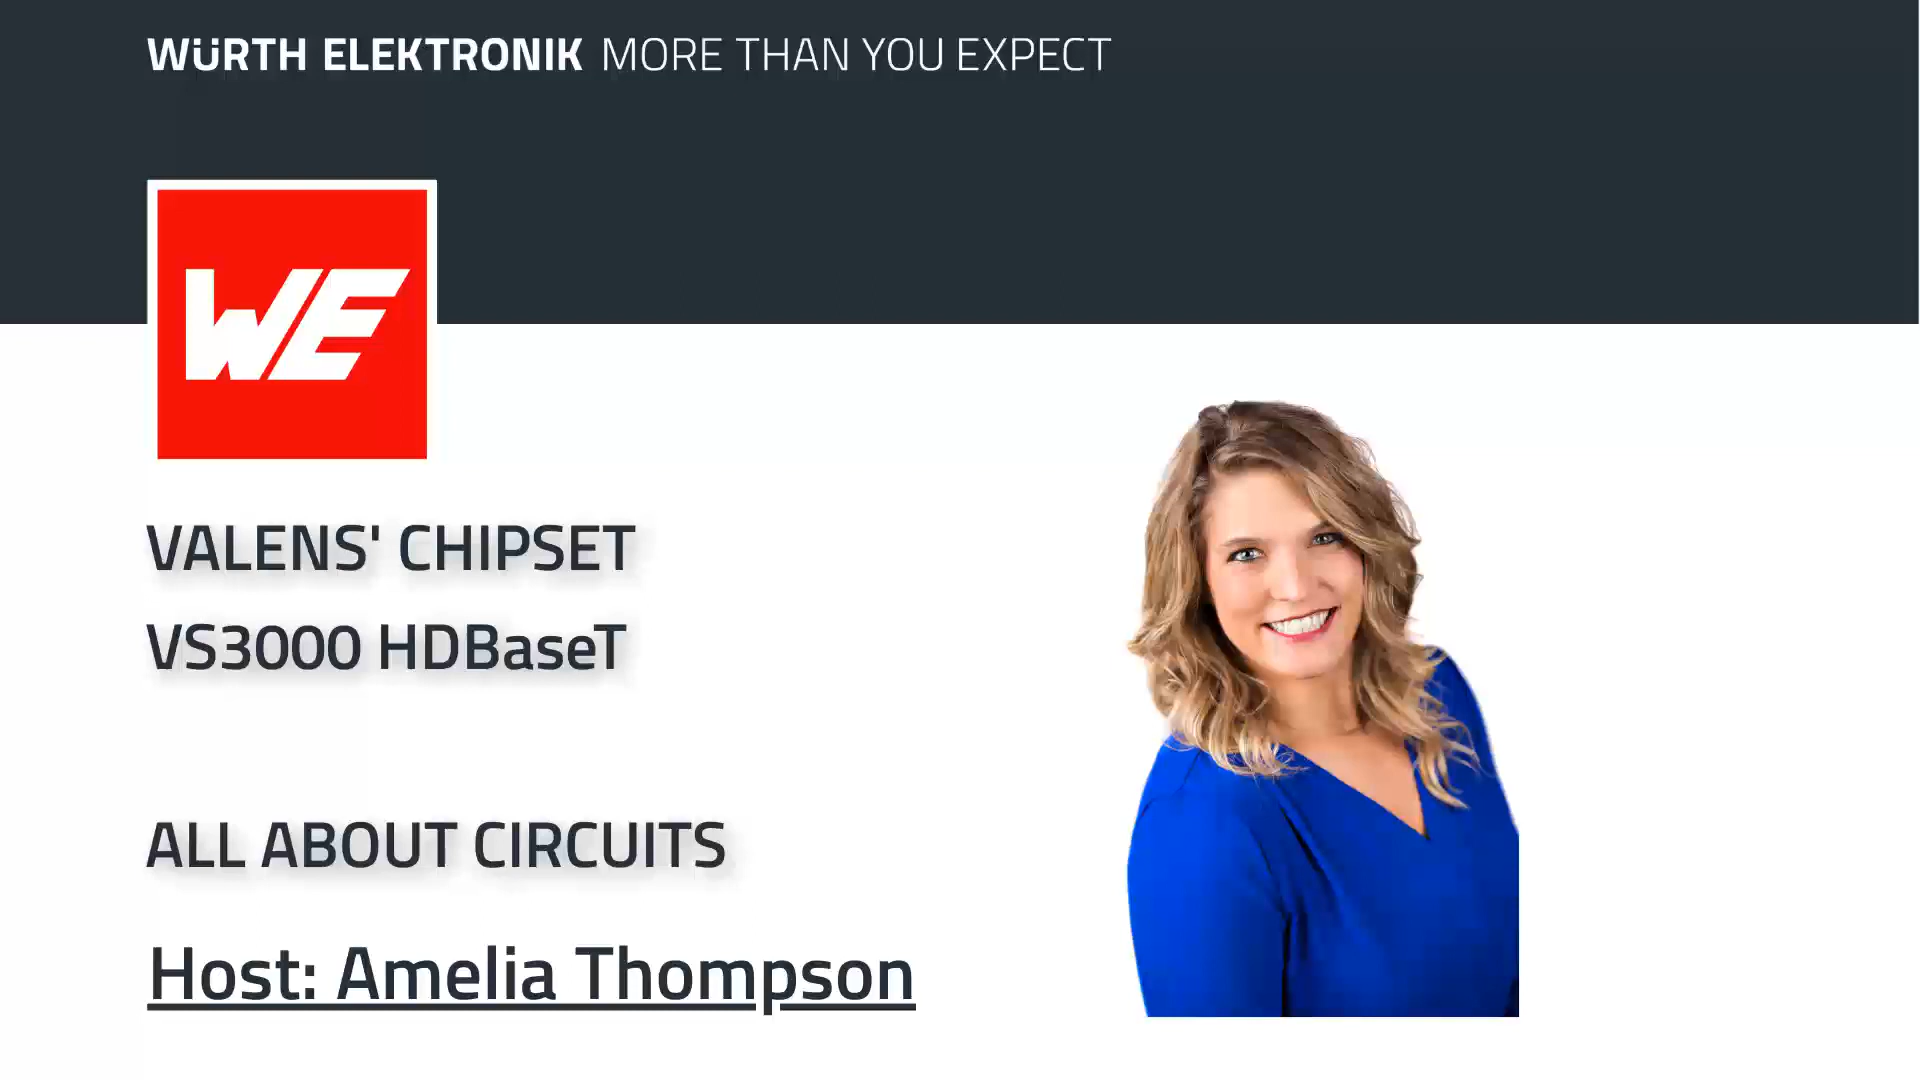 WÜRTH ELEKTRONIK MORE THAN YOU EXPECT
WE
VALENS' CHIPSET
VS3000 HDBaseT
ALL ABOUT CIRCUITS
Host: Amelia Thompson